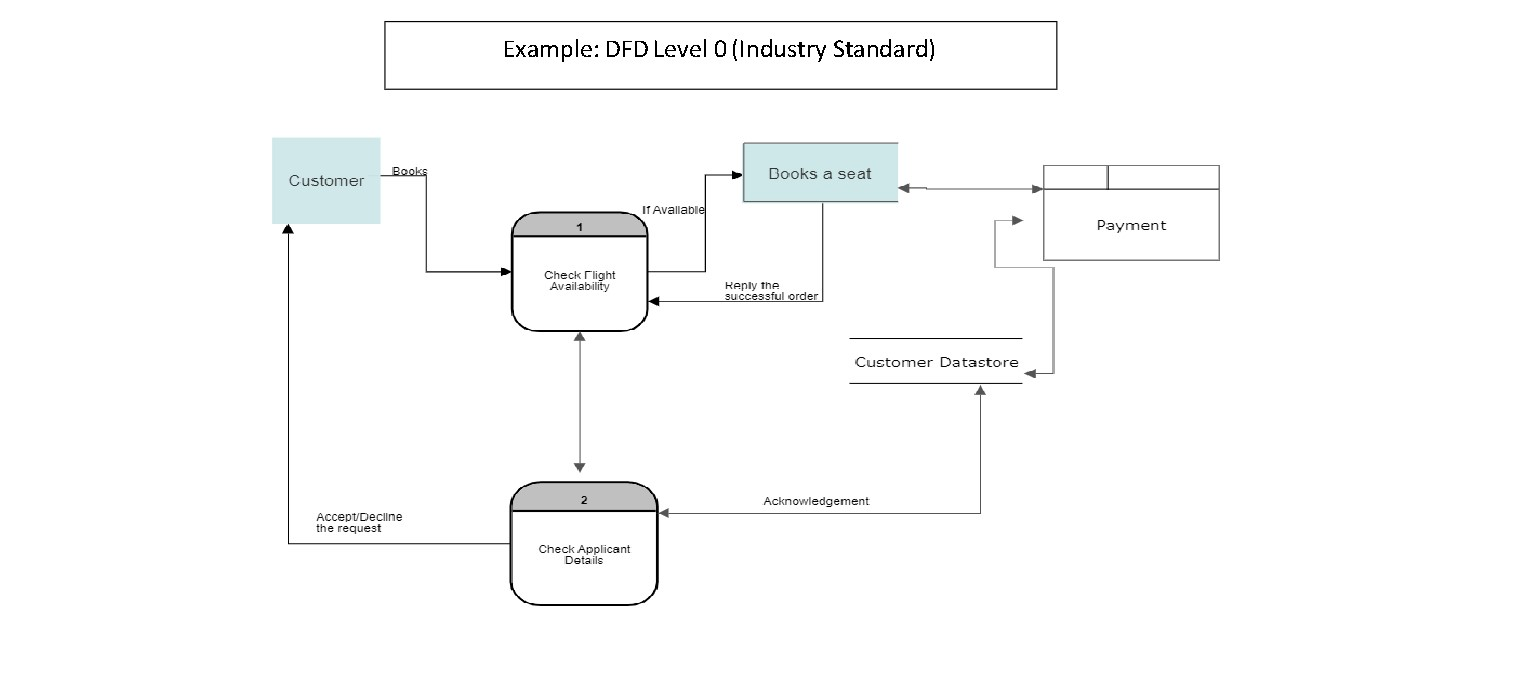 Example: DFD Level 0 (Industry Standard)
Customer
Books
Books a seat
If Available
1
Check Flight
Availability
Payment
Reply the
successful order
Customer Datastore
2
Check Applicant
Details
Acknowledgement
Accept/Decline
the request